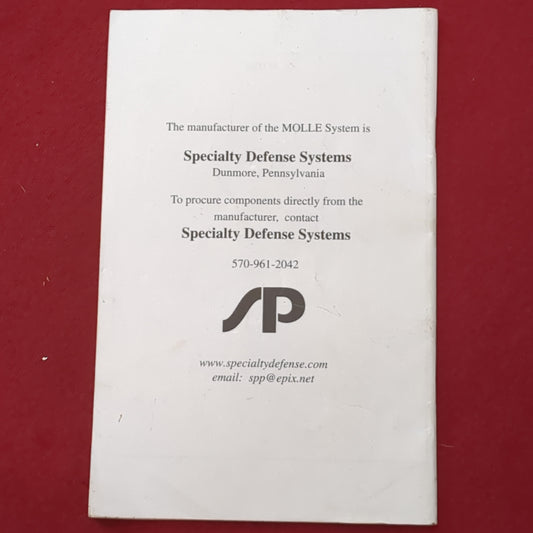 The manufacturer of the MOLLE System is
Specialty Defense Systems
Dunmore, Pennsylvania
To procure components directly from the
manufacturer, contact
Specialty Defense Systems
570-961-2042
SP
www.specialtydefense.com
email: spp@epix.net